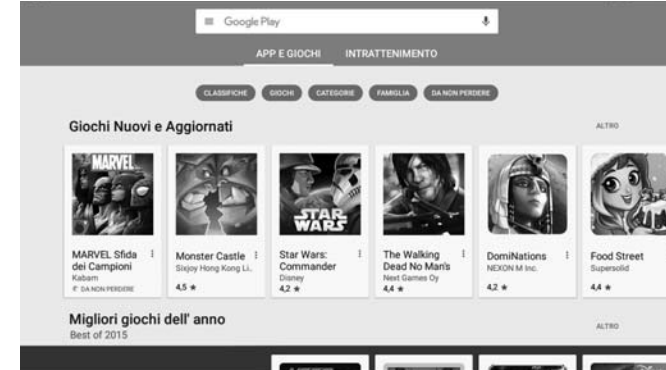 Google Play
APP E GIOCHI INTRATTENIMENTO
CLASSIFICHE GIOCHI CATEGORIE FAMIGLIA DA NON PERDERE
Giochi Nuovi e Aggiornati
ALTRO
MARVEL
STAR WARS
MARVEL Sfida dei Campioni
Kabam
È DA NON PERDERE
Monster Castle
Sixjoy Hong Kong Li..
4,5 ★
Star Wars: Commander
Disney
4,2 ★
The Walking Dead No Man's
Next Games Oy
4,4 ★
DomiNations
NEXON M Inc.
4,2 ★
Food Street
Supersolid
4,4 ★
Migliori giochi dell' anno
Best of 2015
ALTRO